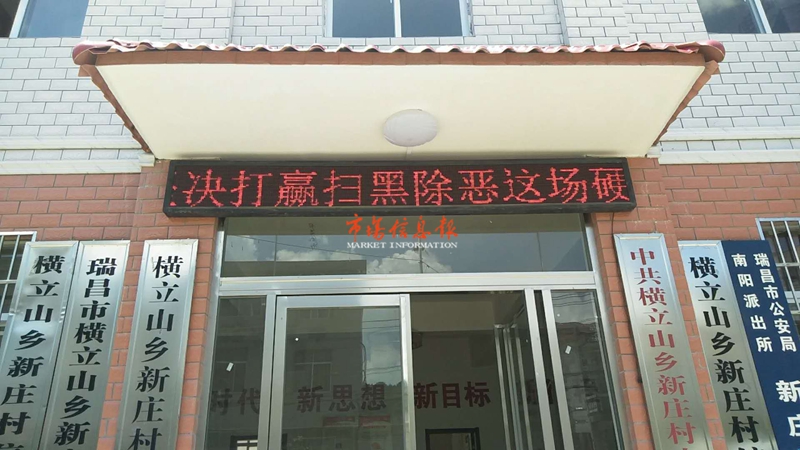 决打赢扫黑除恶这场硬
市场信息报
MARKET INFORMATION
横立山乡新庄村
瑞昌市横立山乡新
横立山乡新庄村
时代 新思想 新目标
中共横立山乡新庄村
横立山乡新庄村
瑞昌市公安局
南阳派出所
新庄